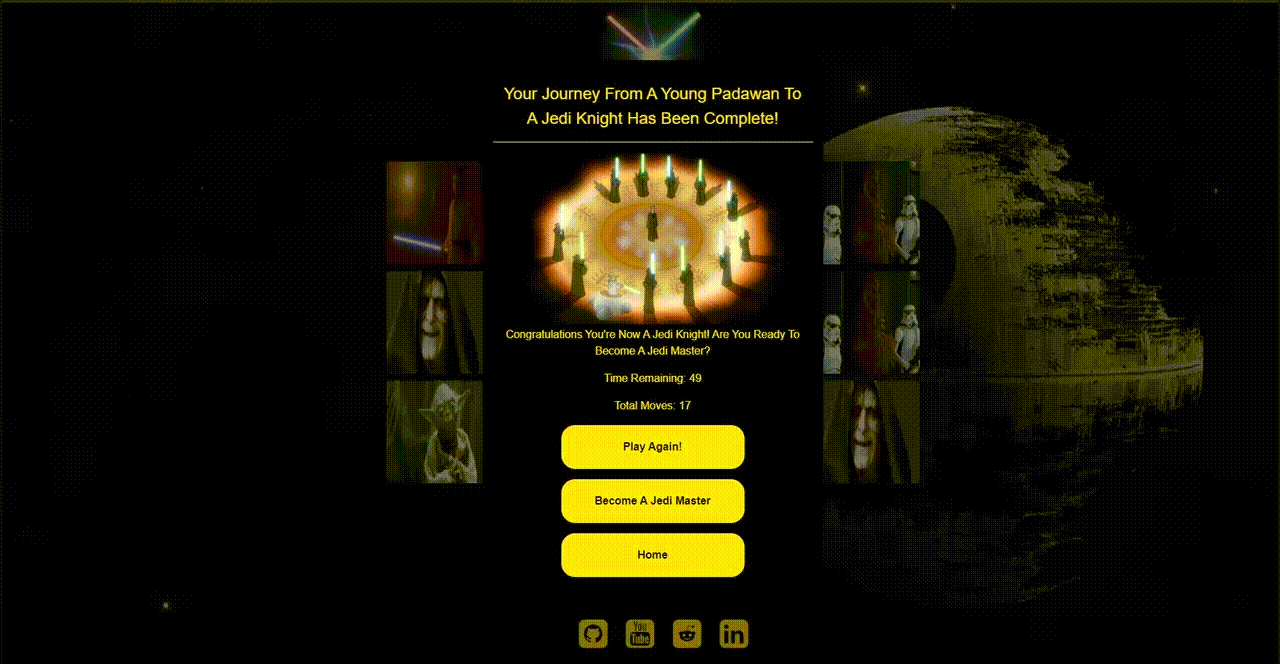 Your Journey From A Young Padawan To
A Jedi Knight Has Been Complete!
Congratulations You're Now A Jedi Knight! Are You Ready To
Become A Jedi Master?
Time Remaining: 49
Total Moves: 17
Play Again!
Become A Jedi Master
Home
You
Tube
in